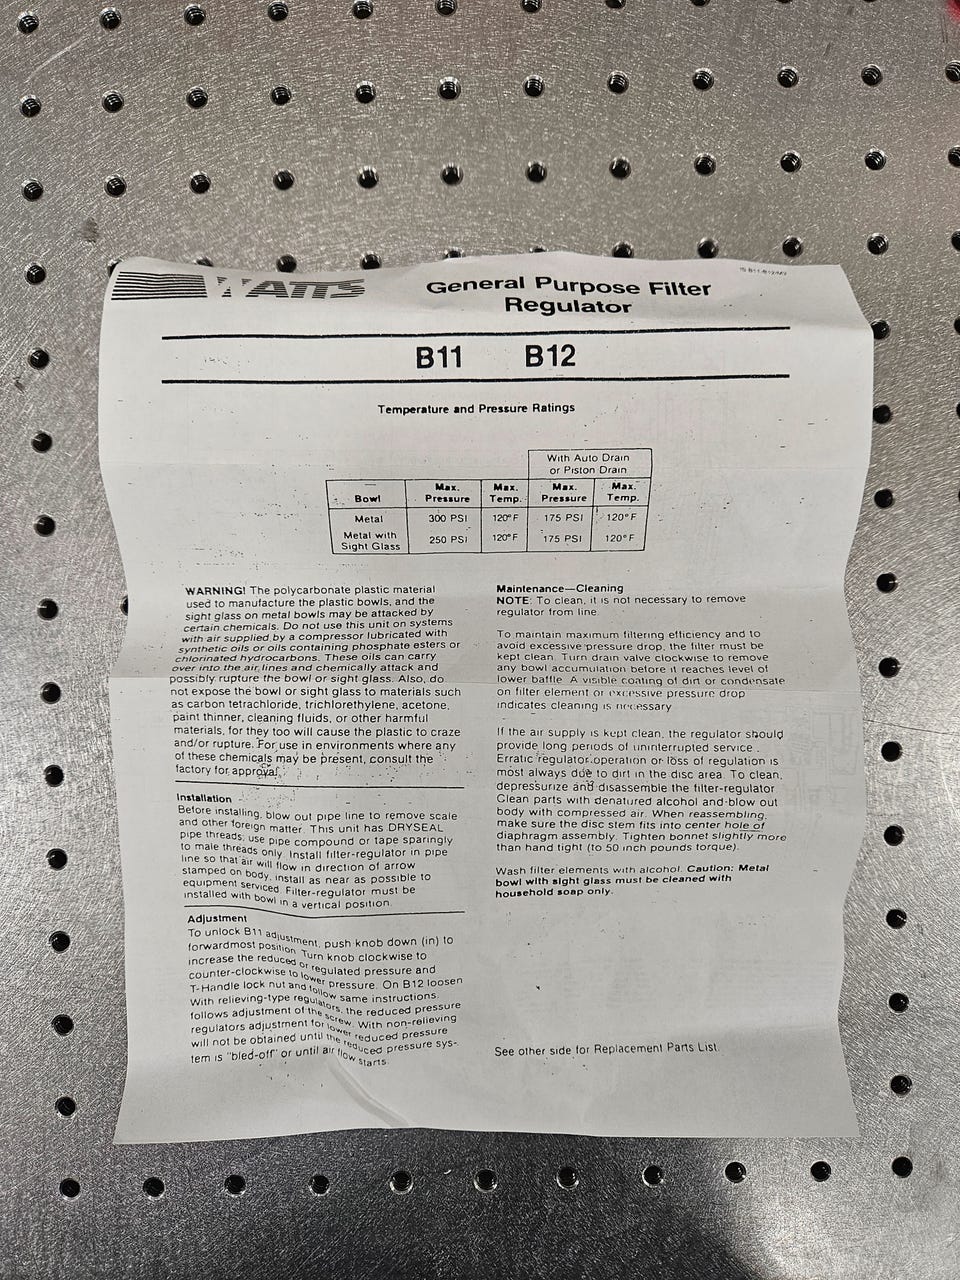 WATTS
General Purpose Filter
Regulator
B11 B12
Temperature and Pressure Ratings
With Auto Drain
or Piston Drain
Bowl Max. Pressure Max. Temp. Max. Pressure Max. Temp.
Metal 300 PSI 120°F 175 PSI 120°F
Metal with Sight Glass 250 PSI 120°F 175 PSI 120°F
WARNING! The polycarbonate plastic material
used to manufacture the plastic bowls, and the
sight glass on metal bowls may be attacked by
certain chemicals. Do not use this unit on systems
with air supplied by a compressor lubricated with
synthetic oils or oils containing phosphate esters or
chlorinated hydrocarbons. These oils can carry
over into the air lines and chemically attack and
possibly rupture the bowl or sight glass. Also, do
not expose the bowl or sight glass to materials such
as carbon tetrachloride, trichlorethylene, acetone,
paint thinner, cleaning fluids, or other harmful
materials, for they too will cause the plastic to craze
and/or rupture. For use in environments where any
of these chemicals may be present, consult the
factory for approval.
Installation
Before installing, blow out pipe line to remove scale
and other foreign matter. This unit has DRYSEAL
pipe threads; use pipe compound or tape sparingly
to male threads only. Install filter-regulator in pipe
line so that air will flow in direction of arrow
stamped on body. install as near as possible to
equipment serviced. Filter-regulator must be
installed with bowl in a vertical position.
Adjustment
To unlock B11 adjustment, push knob down (in) to
forwardmost position. Turn knob clockwise to
increase the reduced or regulated pressure and
counter-clockwise to lower pressure. On B12 loosen
T-Handle lock nut and follow same instructions.
With relieving-type regulators, the reduced pressure
follows adjustment of the screw. With non-relieving
regulators adjustment for lower reduced pressure
will not be obtained until the reduced pressure sys-
tem is "bled-off" or until air flow starts.
Maintenance—Cleaning
NOTE: To clean, it is not necessary to remove
regulator from line.
To maintain maximum filtering efficiency and to
avoid excessive pressure drop, the filter must be
kept clean. Turn drain valve clockwise to remove
any bowl accumulation before it reaches level of
lower baffle. A visible coating of dirt or condensate
on filter element or excessive pressure drop
indicates cleaning is necessary
If the air supply is kept clean, the regulator should
provide long periods of uninterrupted service.
Erratic regulator operation or loss of regulation is
most always due to dirt in the disc area. To clean,
depressurize and disassemble the filter-regulator
Clean parts with denatured alcohol and blow out
body with compressed air. When reassembling,
make sure the disc stem fits into center hole of
diaphragm assembly. Tighten bonnet slightly more
than hand tight (to 50 inch pounds torque).
Wash filter elements with alcohol. Caution: Metal
bowl with sight glass must be cleaned with
household soap only.
See other side for Replacement Parts List.